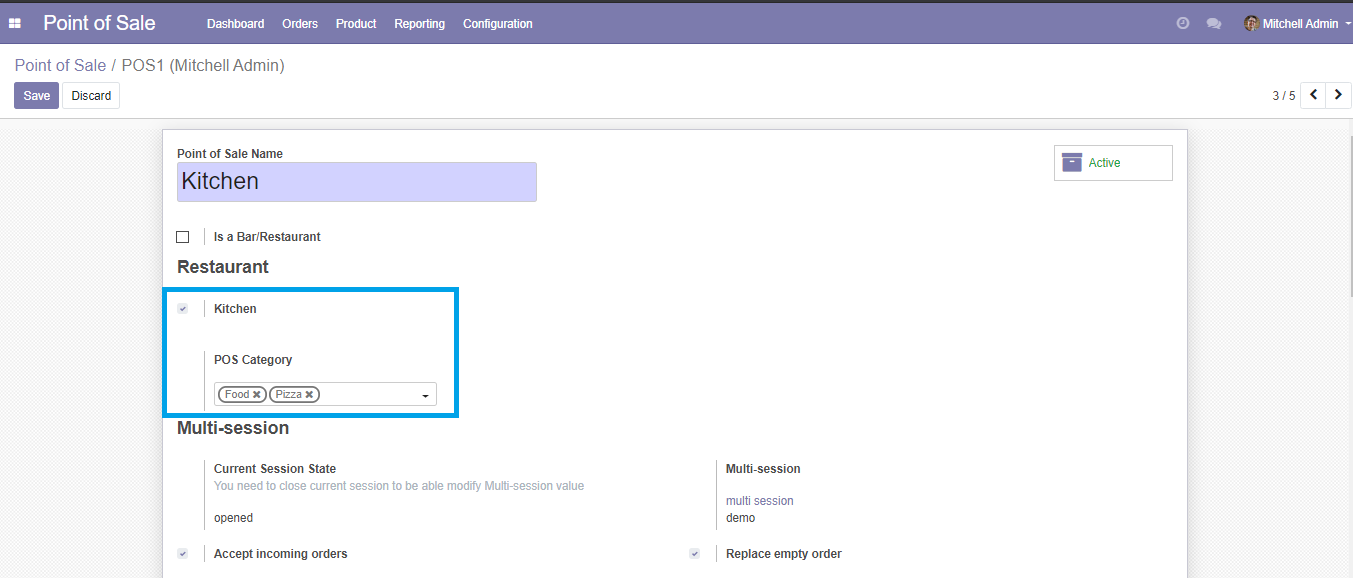 Point of Sale Dashboard Orders Product Reporting Configuration Mitchell Admin
Point of Sale / POS1 (Mitchell Admin)
Save Discard 3 / 5
Point of Sale Name
Kitchen
Active
Is a Bar/Restaurant
Restaurant
Kitchen
POS Category
Food Pizza
Multi-session
Current Session State Multi-session
You need to close current session to be able modify Multi-session value
multi session
opened demo
Accept incoming orders Replace empty order